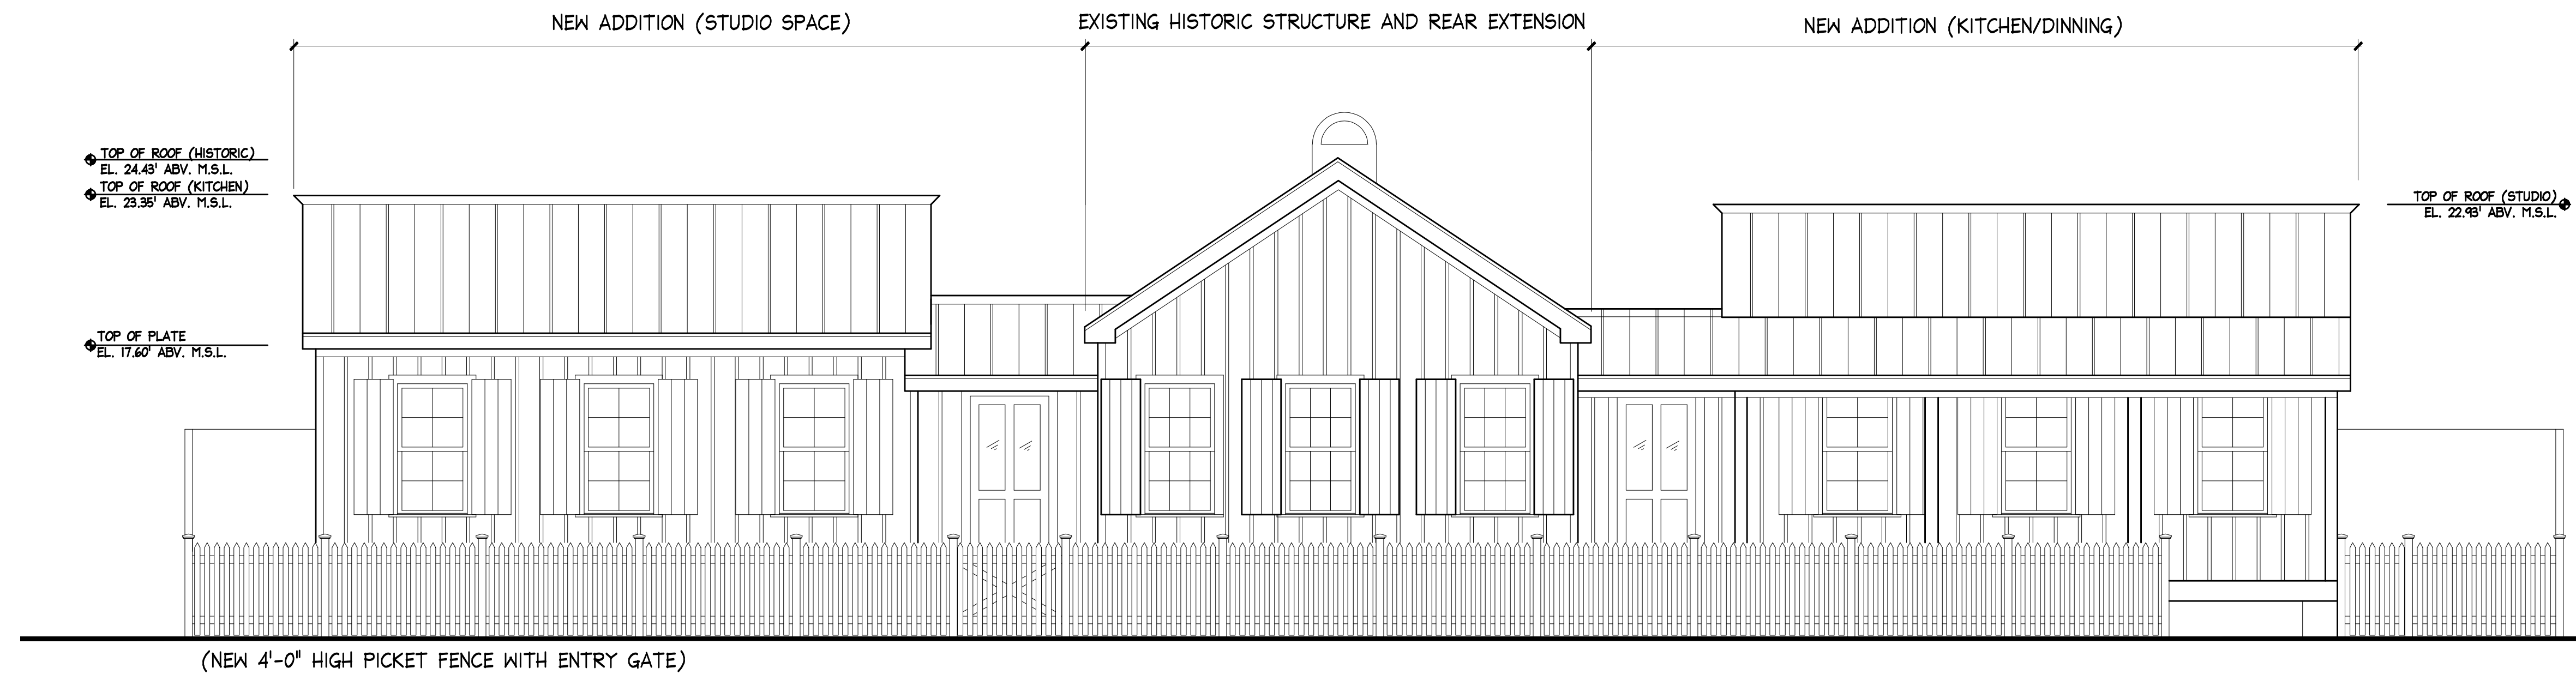 NEW ADDITION (STUDIO SPACE)
EXISTING HISTORIC STRUCTURE AND REAR EXTENSION
NEW ADDITION (KITCHEN/DINNING)
TOP OF ROOF (HISTORIC)
EL. 24.43' ABV. M.S.L.
TOP OF ROOF (KITCHEN)
EL. 23.35' ABV. M.S.L.
TOP OF ROOF (STUDIO)
EL. 22.93' ABV. M.S.L.
TOP OF PLATE
EL. 17.60' ABV. M.S.L.
(NEW 4'-0" HIGH PICKET FENCE WITH ENTRY GATE)